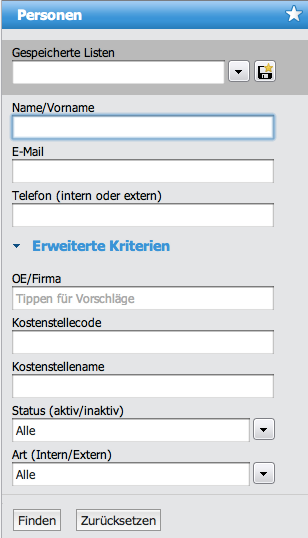 Personen
Gespeicherte Listen
Name/Vorname
E-Mail
Telefon (intern oder extern)
Erweiterte Kriterien
OE/Firma
Tippen für Vorschläge
Kostenstellecode
Kostenstellename
Status (aktiv/inaktiv)
Alle
Art (Intern/Extern)
Alle
Finden Zurücksetzen